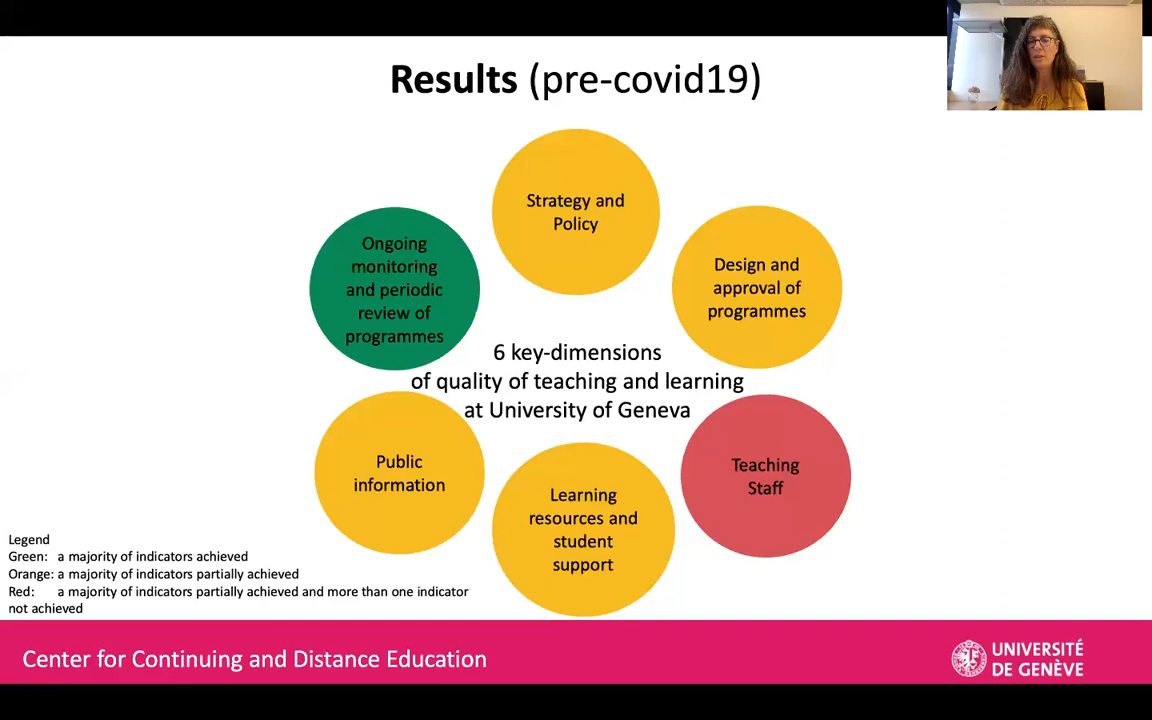 Results (pre-covid19)
Strategy and
Policy
Design and
approval of
programmes
Teaching
Staff
Learning
resources and
student
support
Public
information
Ongoing
monitoring
and periodic
review of
programmes
6 key-dimensions
of quality of teaching and learning
at University of Geneva
Legend
Green: a majority of indicators achieved
Orange: a majority of indicators partially achieved
Red: a majority of indicators partially achieved and more than one indicator
not achieved
Center for Continuing and Distance Education
UNIVERSITÉ
DE GENÈVE